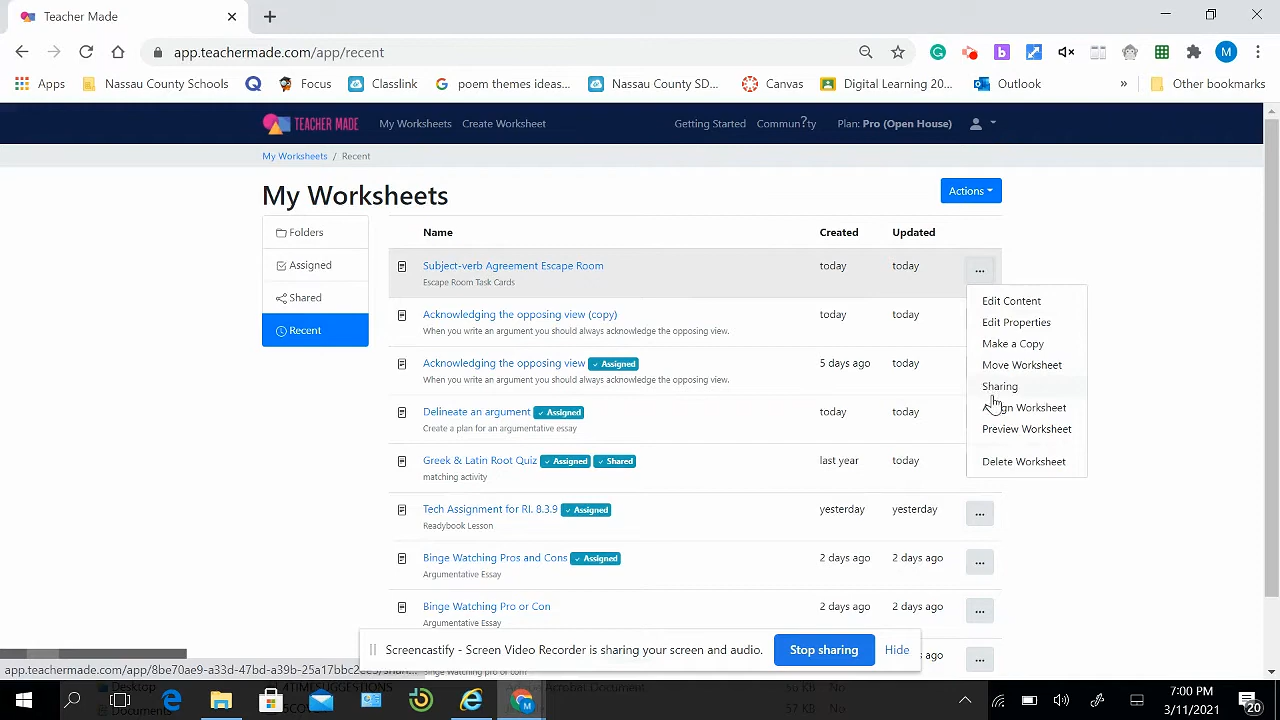 Teacher Made
app.teachermade.com/app/recent
Apps
Nassau County Schools
Focus
Classlink
poem themes ideas...
Nassau County SD...
Canvas
Digital Learning 20...
Outlook
»
Other bookmarks
TEACHER MADE
My Worksheets
Create Worksheet
Getting Started
Commun?ty
Plan: Pro (Open House)
My Worksheets / Recent
My Worksheets
Actions
Folders
Assigned
Shared
Recent
Name
Created
Updated
Subject-verb Agreement Escape Room
today
today
...
Escape Room Task Cards
Acknowledging the opposing view (copy)
today
today
When you write an argument you should always acknowledge the opposing view.
Acknowledging the opposing view
✓ Assigned
5 days ago
today
When you write an argument you should always acknowledge the opposing view.
Delineate an argument
✓ Assigned
today
today
Create a plan for an argumentative essay
Greek & Latin Root Quiz
✓ Assigned
✓ Shared
last year
today
matching activity
Tech Assignment for RI. 8.3.9
✓ Assigned
yesterday
yesterday
...
Readybook Lesson
Binge Watching Pros and Cons
✓ Assigned
2 days ago
2 days ago
...
Argumentative Essay
Binge Watching Pro or Con
2 days ago
2 days ago
...
Argumentative Essay
...
Edit Content
Edit Properties
Make a Copy
Move Worksheet
Sharing
Assign Worksheet
Preview Worksheet
Delete Worksheet
Screencastify - Screen Video Recorder is sharing your screen and audio.
Stop sharing
Hide
Desktop
Documents
No
No
7:00 PM
3/11/2021
20